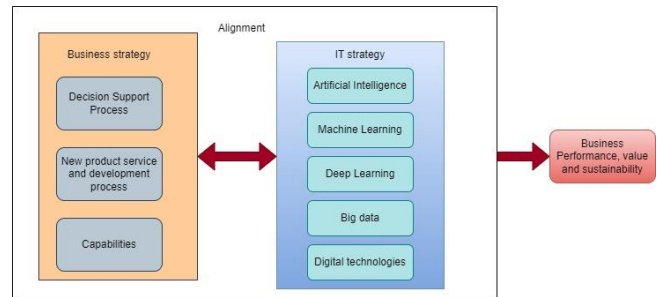 Alignment
Business strategy
Decision Support
Process
New product service
and development
process
Capabilities
IT strategy
Artificial Intelligence
Machine Learning
Deep Learning
Big data
Digital technologies
Business
Performance, value
and sustainability